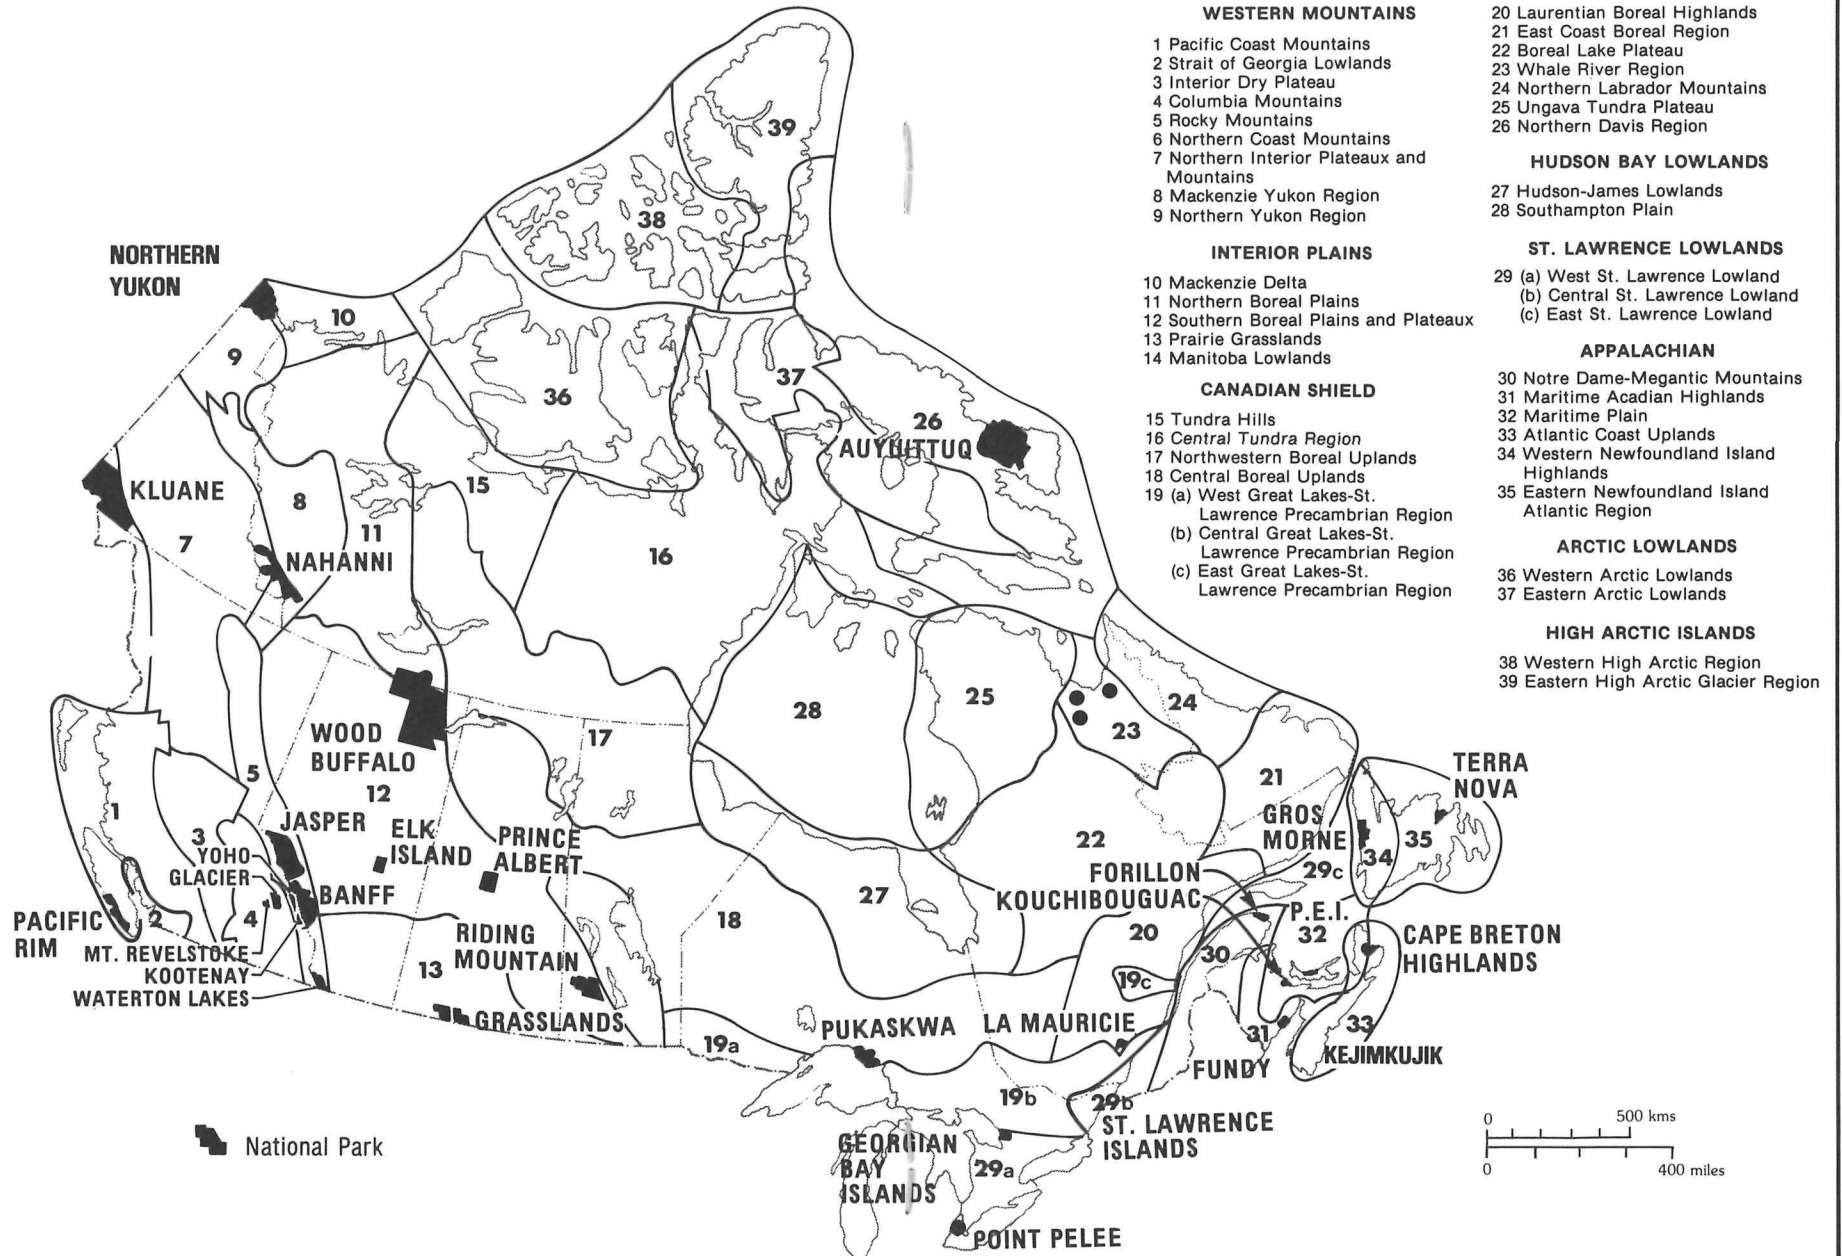 WESTERN MOUNTAINS
1 Pacific Coast Mountains
2 Strait of Georgia Lowlands
3 Interior Dry Plateau
4 Columbia Mountains
5 Rocky Mountains
6 Northern Coast Mountains
7 Northern Interior Plateaux and
Mountains
8 Mackenzie Yukon Region
9 Northern Yukon Region
INTERIOR PLAINS
10 Mackenzie Delta
11 Northern Boreal Plains
12 Southern Boreal Plains and Plateaux
13 Prairie Grasslands
14 Manitoba Lowlands
CANADIAN SHIELD
15 Tundra Hills
16 Central Tundra Region
17 Northwestern Boreal Uplands
18 Central Boreal Uplands
19 (a) West Great Lakes-St.
Lawrence Precambrian Region
(b) Central Great Lakes-St.
Lawrence Precambrian Region
(c) East Great Lakes-St.
Lawrence Precambrian Region
20 Laurentian Boreal Highlands
21 East Coast Boreal Region
22 Boreal Lake Plateau
23 Whale River Region
24 Northern Labrador Mountains
25 Ungava Tundra Plateau
26 Northern Davis Region
HUDSON BAY LOWLANDS
27 Hudson-James Lowlands
28 Southampton Plain
ST. LAWRENCE LOWLANDS
29 (a) West St. Lawrence Lowland
(b) Central St. Lawrence Lowland
(c) East St. Lawrence Lowland
APPALACHIAN
30 Notre Dame-Megantic Mountains
31 Maritime Acadian Highlands
32 Maritime Plain
33 Atlantic Coast Uplands
34 Western Newfoundland Island
Highlands
35 Eastern Newfoundland Island
Atlantic Region
ARCTIC LOWLANDS
36 Western Arctic Lowlands
37 Eastern Arctic Lowlands
HIGH ARCTIC ISLANDS
38 Western High Arctic Region
39 Eastern High Arctic Glacier Region
39
38
NORTHERN
YUKON
10
9
36
37
26
AUYUITTUQ
KLUANE
8
15
11
7
NAHANNI
16
28
25
24
23
WOOD
BUFFALO
17
5
12
21
TERRA
NOVA
1
3
JASPER
ELK
ISLAND
PRINCE
ALBERT
22
GROS
MORNE
35
34
YOHO
GLACIER
BANFF
FORILLON
29c
KOUCHIBOUGUAC
27
PACIFIC
RIM
2
4
18
20
P.E.I.
32
CAPE BRETON
HIGHLANDS
MT. REVELSTOKE
KOOTENAY
WATERTON LAKES
13
RIDING
MOUNTAIN
30
19c
GRASSLANDS
19a
PUKASKWA
LA MAURICIE
31
33
FUNDY
KEJIMKUJIK
19b
29b
ST. LAWRENCE
ISLANDS
GEORGIAN
BAY
ISLANDS
29a
POINT PELEE
National Park
0 500 kms
0 400 miles